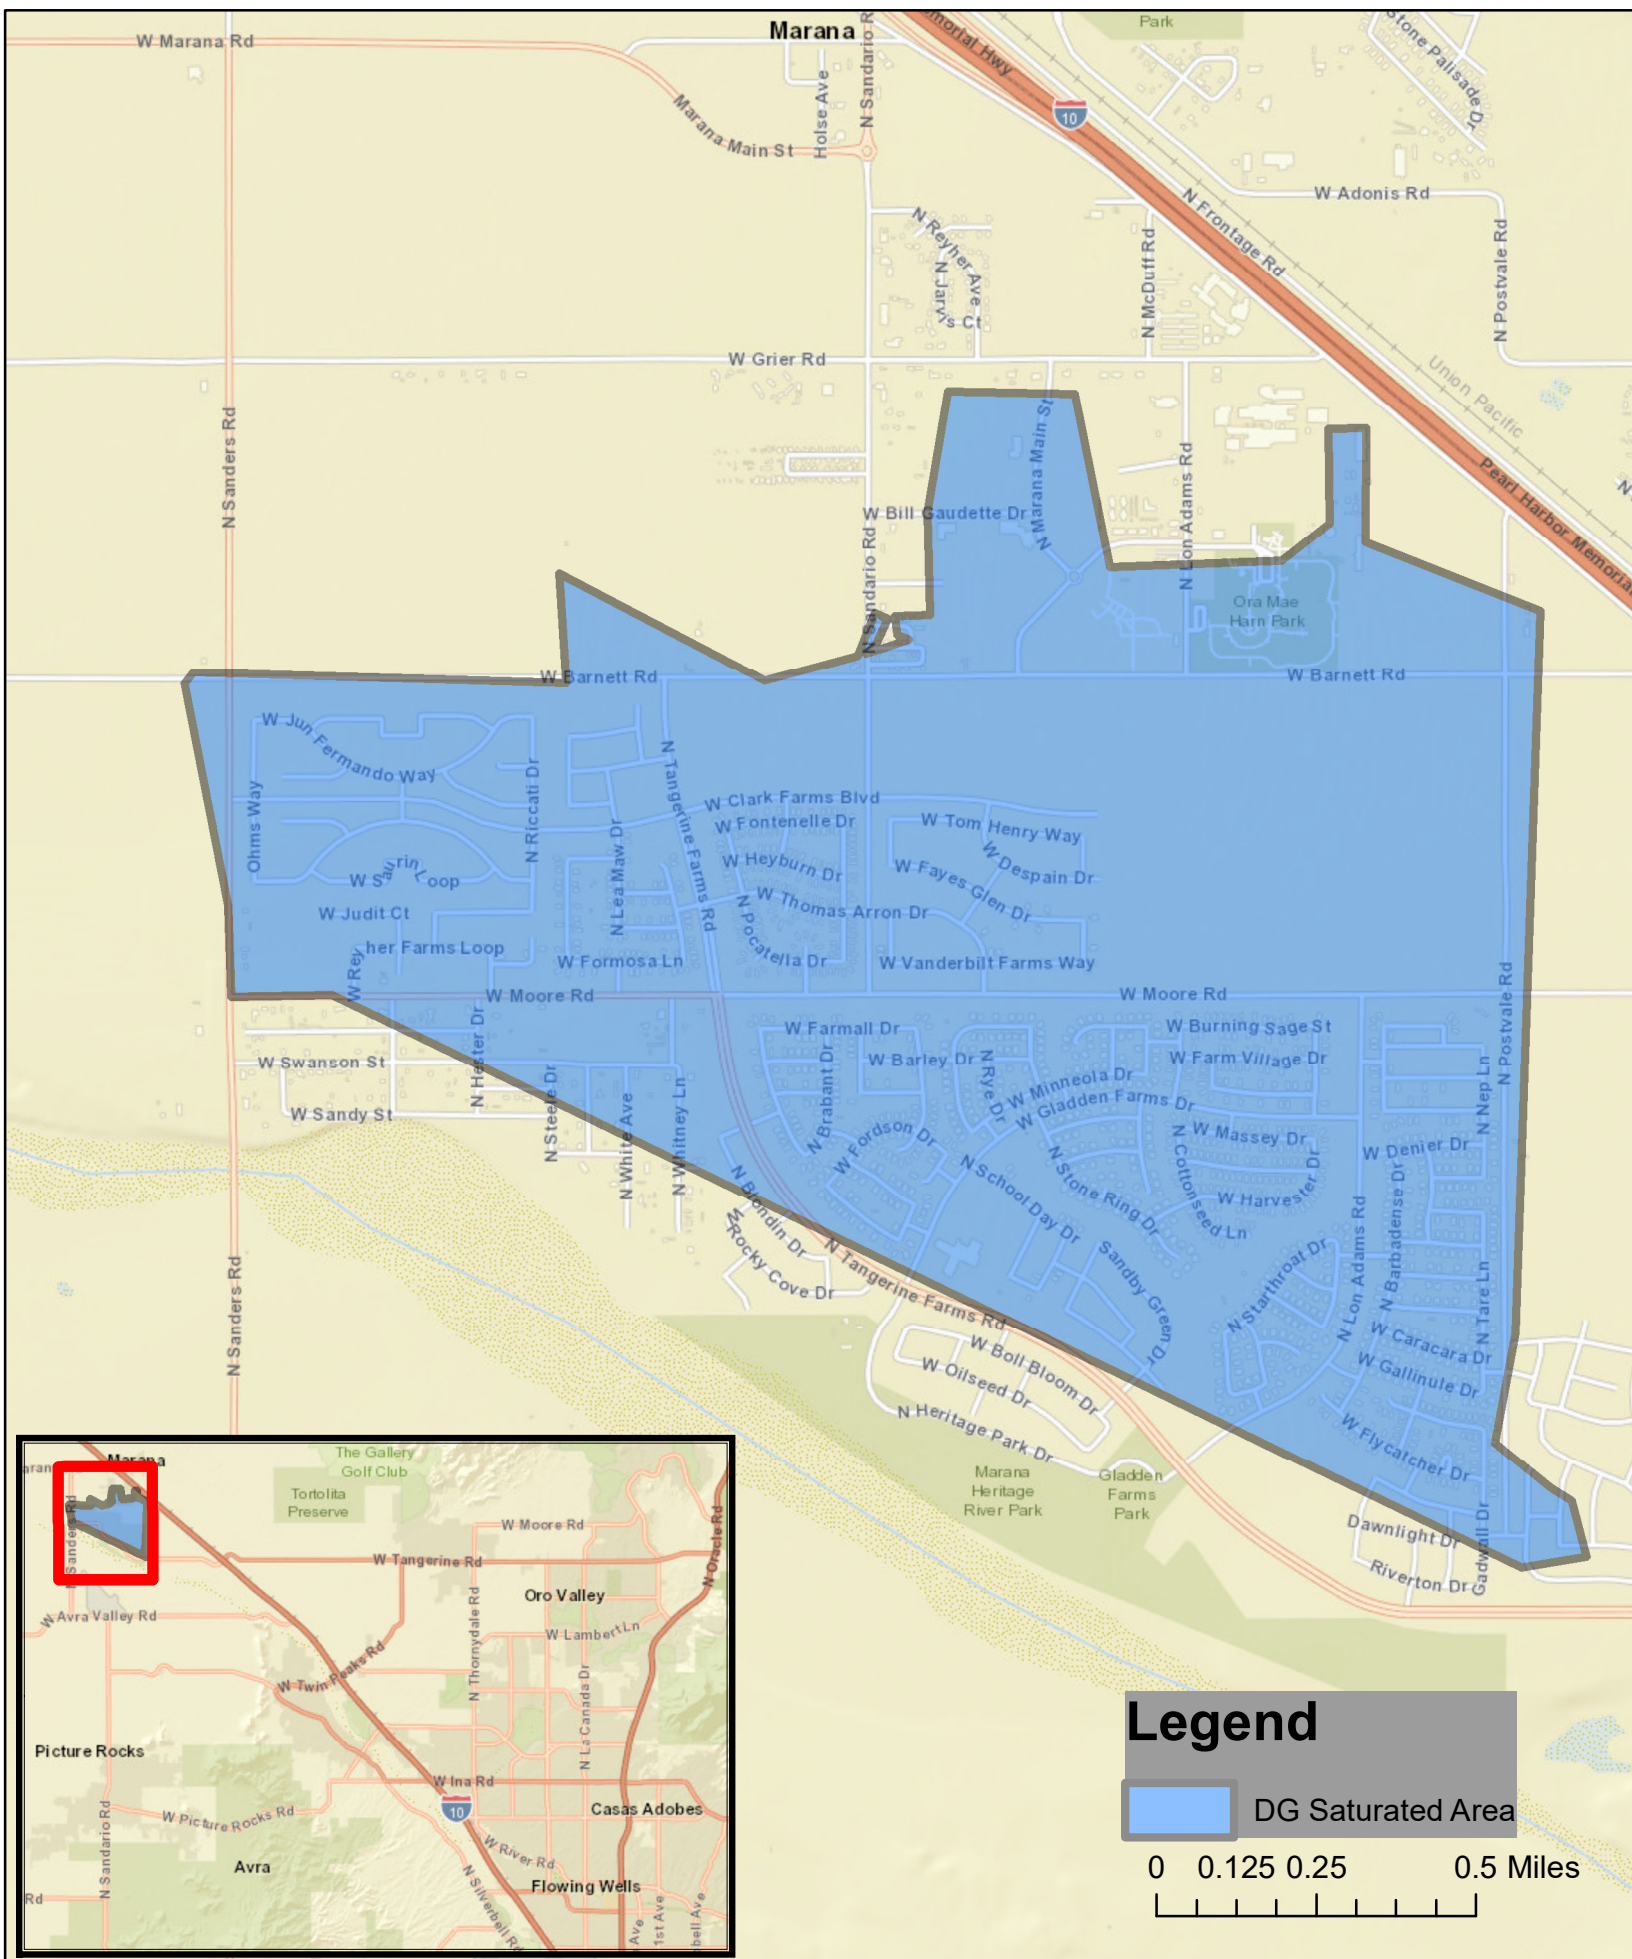 Marana
Park
W Marana Rd
morial Hwy
Stone Palisade Dr
Holse Ave
N Sandario R
Marana Main St
10
W Adonis Rd
N Frontage Rd
N Reyher Ave
N Jarvis Ct
N McDuff Rd
N Postvale Rd
W Grier Rd
Union Pacific
N Sanders Rd
N Marana Main St
N Lon Adams Rd
Pearl Harbor Memorial
N
W Bill Gaudette Dr
N Sandario Rd
Ora Mae
Harn Park
W Barnett Rd
W Barnett Rd
W Jun Fermando Way
Ohms Way
N Riccati Dr
N Tangerine Farms Rd
W Clark Farms Blvd
W Fontenelle Dr
W Tom Henry Way
N Lea Maw Dr
W Heyburn Dr
W Despain Dr
W Saurin Loop
W Fayes Glen Dr
W Thomas Arron Dr
W Judit Ct
N Pocatella Dr
W Rey
her Farms Loop
W Formosa Ln
W Vanderbilt Farms Way
W Moore Rd
W Moore Rd
N Postvale Rd
W Farmall Dr
W Burning Sage St
W Swanson St
N Hester Dr
W Barley Dr
N Rye Dr
W Farm Village Dr
N Brabant Dr
W Minneola Dr
W Gladden Farms Dr
N Nep Ln
W Sandy St
N Steele Dr
N White Ave
N Whitney Ln
W Fordson Dr
W Massey Dr
W Denier Dr
N Cottonseed Ln
N School Day Dr
N Stone Ring Dr
W Harvester Dr
N Blondin Dr
N Lon Adams Rd
N Barbadense Dr
N Rocky Cove Dr
N Tangerine Farms Rd
Sandby Green Dr
N Starthroat Dr
N Tare Ln
N Sanders Rd
W Boll Bloom Dr
W Oilseed Dr
W Caracara Dr
W Gallinule Dr
N Heritage Park Dr
W Flycatcher Dr
Marana
Heritage
River Park
Gladden
Farms
Park
Dawnlight Dr
Riverton Dr
Gadwall Dr
aran
Marana
The Gallery
Golf Club
Tortolita
Preserve
N Sanders Rd
W Moore Rd
W Tangerine Rd
N Oracle Rd
Oro Valley
W Avra Valley Rd
N Thornydale Rd
W Lambert Ln
W Twin Peaks Rd
N La Canada Dr
Picture Rocks
W Ina Rd
10
Casas Adobes
W Picture Rocks Rd
N Sandario Rd
W River Rd
Avra
Flowing Wells
N Silverbell Rd
Rd
Ave
1st Ave
bell Ave
Legend
DG Saturated Area
0 0.125 0.25 0.5 Miles